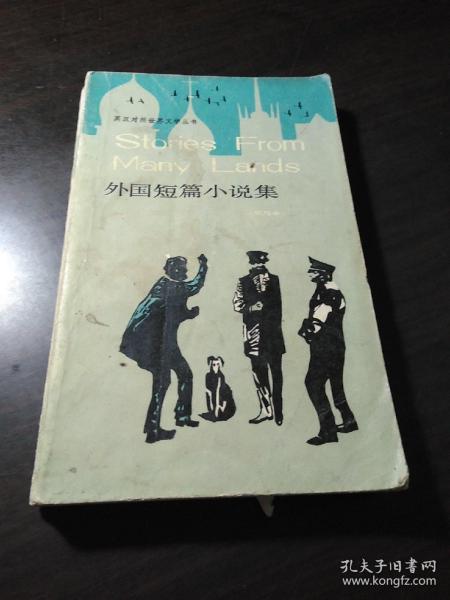 英汉对照世界文学丛书
Stories From
Many Lands
外国短篇小说集
孔夫子旧书网
www.kongfz.com